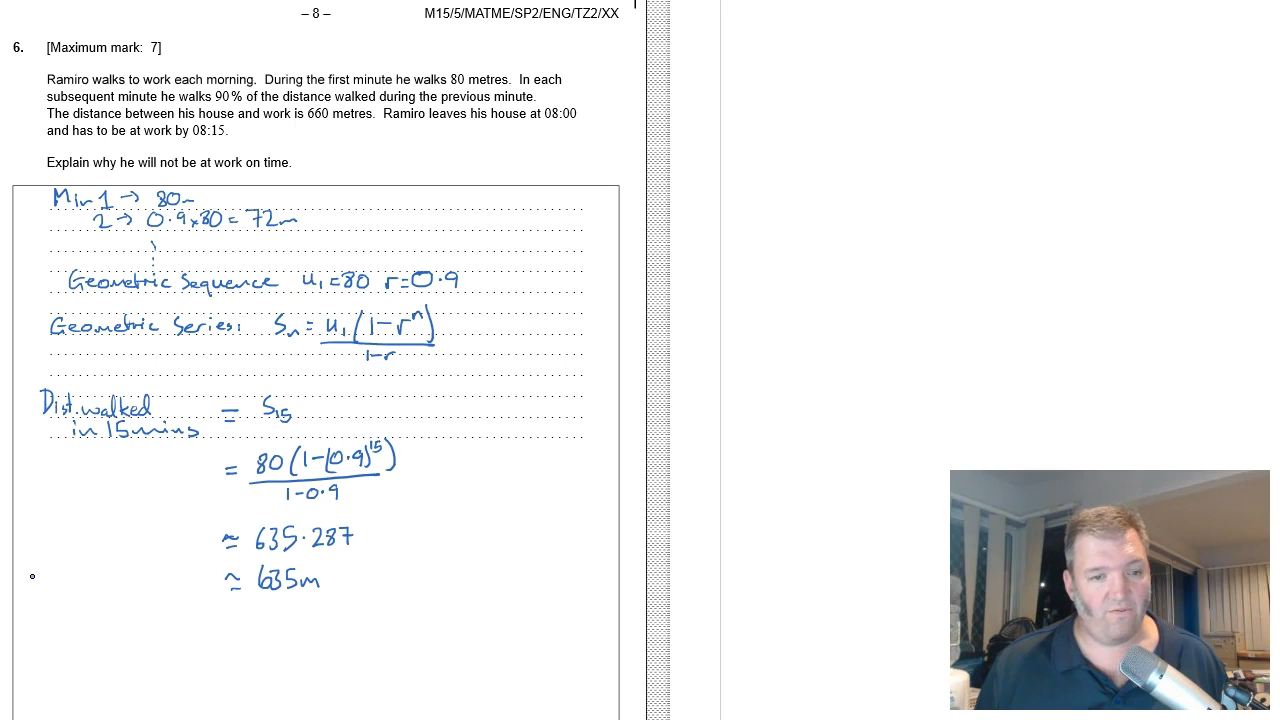 – 8 –
M15/5/MATME/SP2/ENG/TZ2/XX
6. [Maximum mark: 7]
Ramiro walks to work each morning. During the first minute he walks 80 metres. In each
subsequent minute he walks 90% of the distance walked during the previous minute.
The distance between his house and work is 660 metres. Ramiro leaves his house at 08:00
and has to be at work by 08:15.
Explain why he will not be at work on time.
Min 1 → 80m
2 → 0.9×80 = 72m
Geometric Sequence u₁=80 r=0.9
Geometric Series: Sₙ = u₁(1−rⁿ)
1−r
Dist. walked
in 15 mins = S₁₅
= 80(1−(0.9)¹⁵)
1−0.9
≈ 635.287
≈ 635m